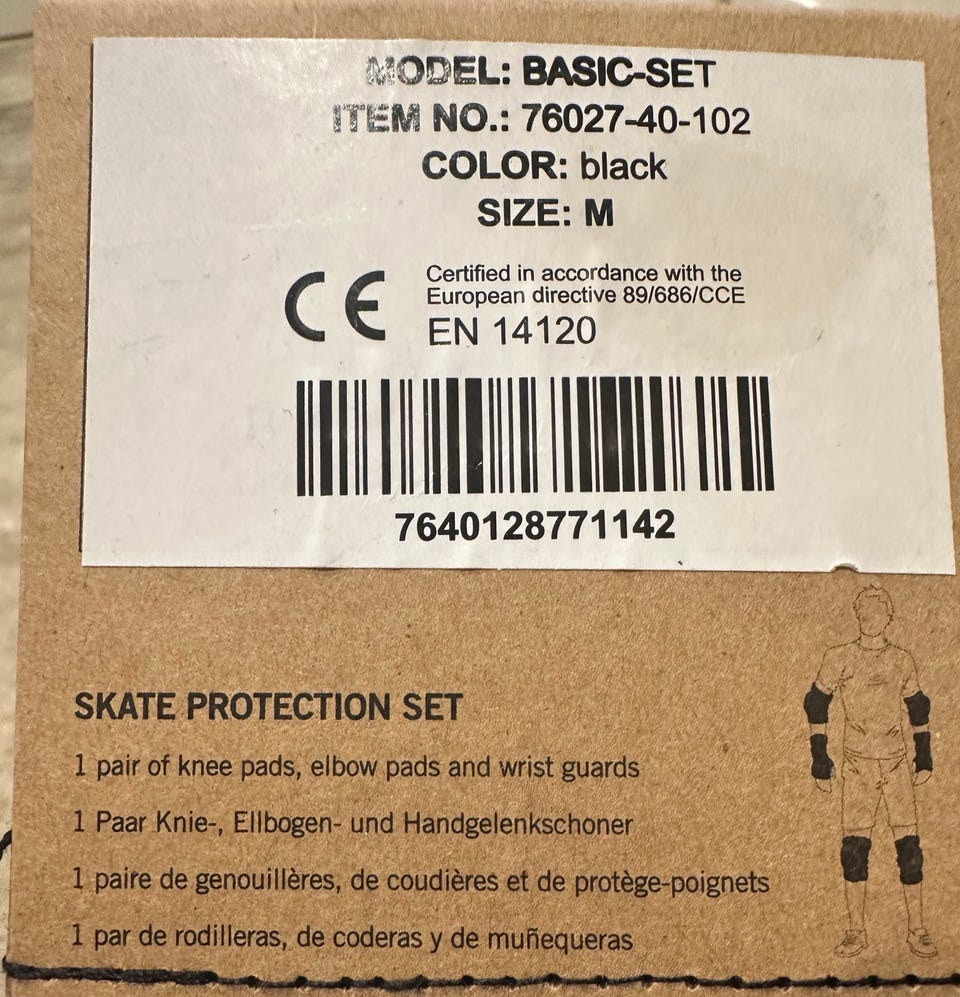 MODEL: BASIC-SET
ITEM NO.: 76027-40-102
COLOR: black
SIZE: M
CE
Certified in accordance with the
European directive 89/686/CCE
EN 14120
7640128771142
SKATE PROTECTION SET
1 pair of knee pads, elbow pads and wrist guards
1 Paar Knie-, Ellbogen- und Handgelenkschoner
1 paire de genouillères, de coudières et de protège-poignets
1 par de rodilleras, de coderas y de muñequeras